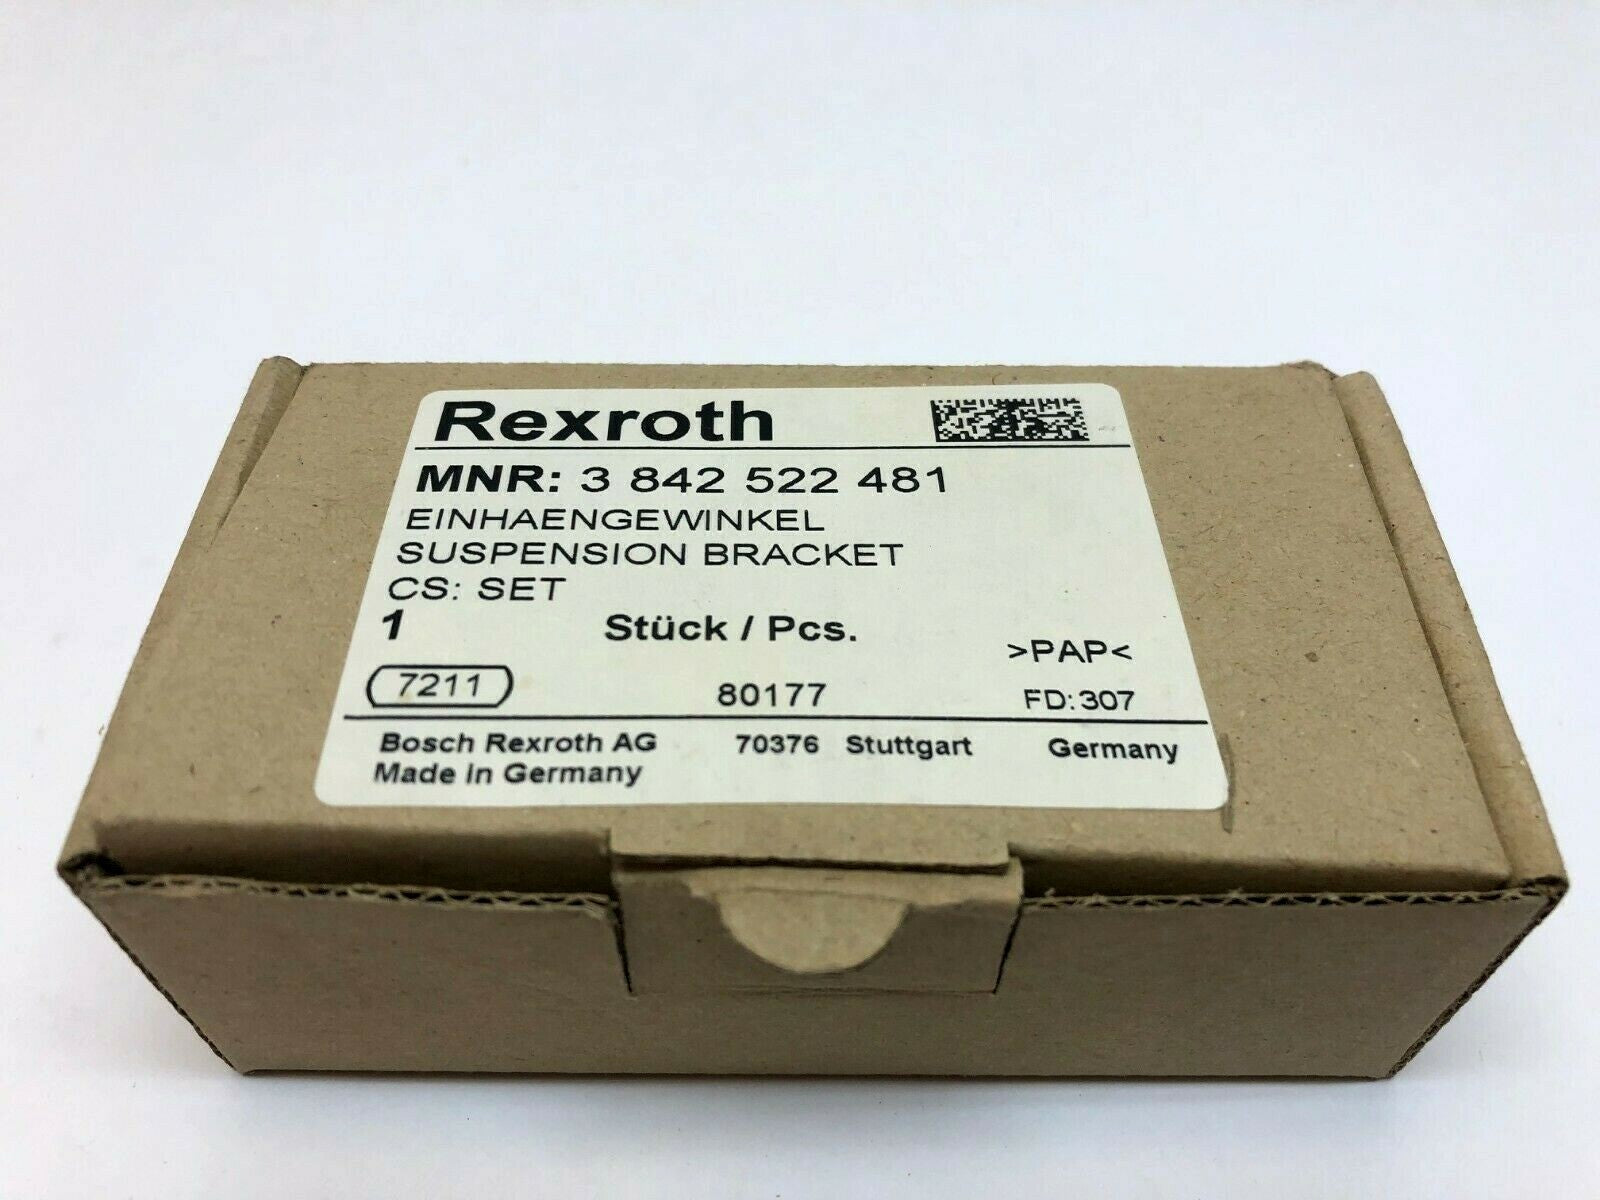 Rexroth
MNR: 3 842 522 481
EINHAENGEWINKEL
SUSPENSION BRACKET
CS: SET
1 Stück / Pcs.
>PAP<
7211 80177 FD:307
Bosch Rexroth AG 70376 Stuttgart Germany
Made in Germany